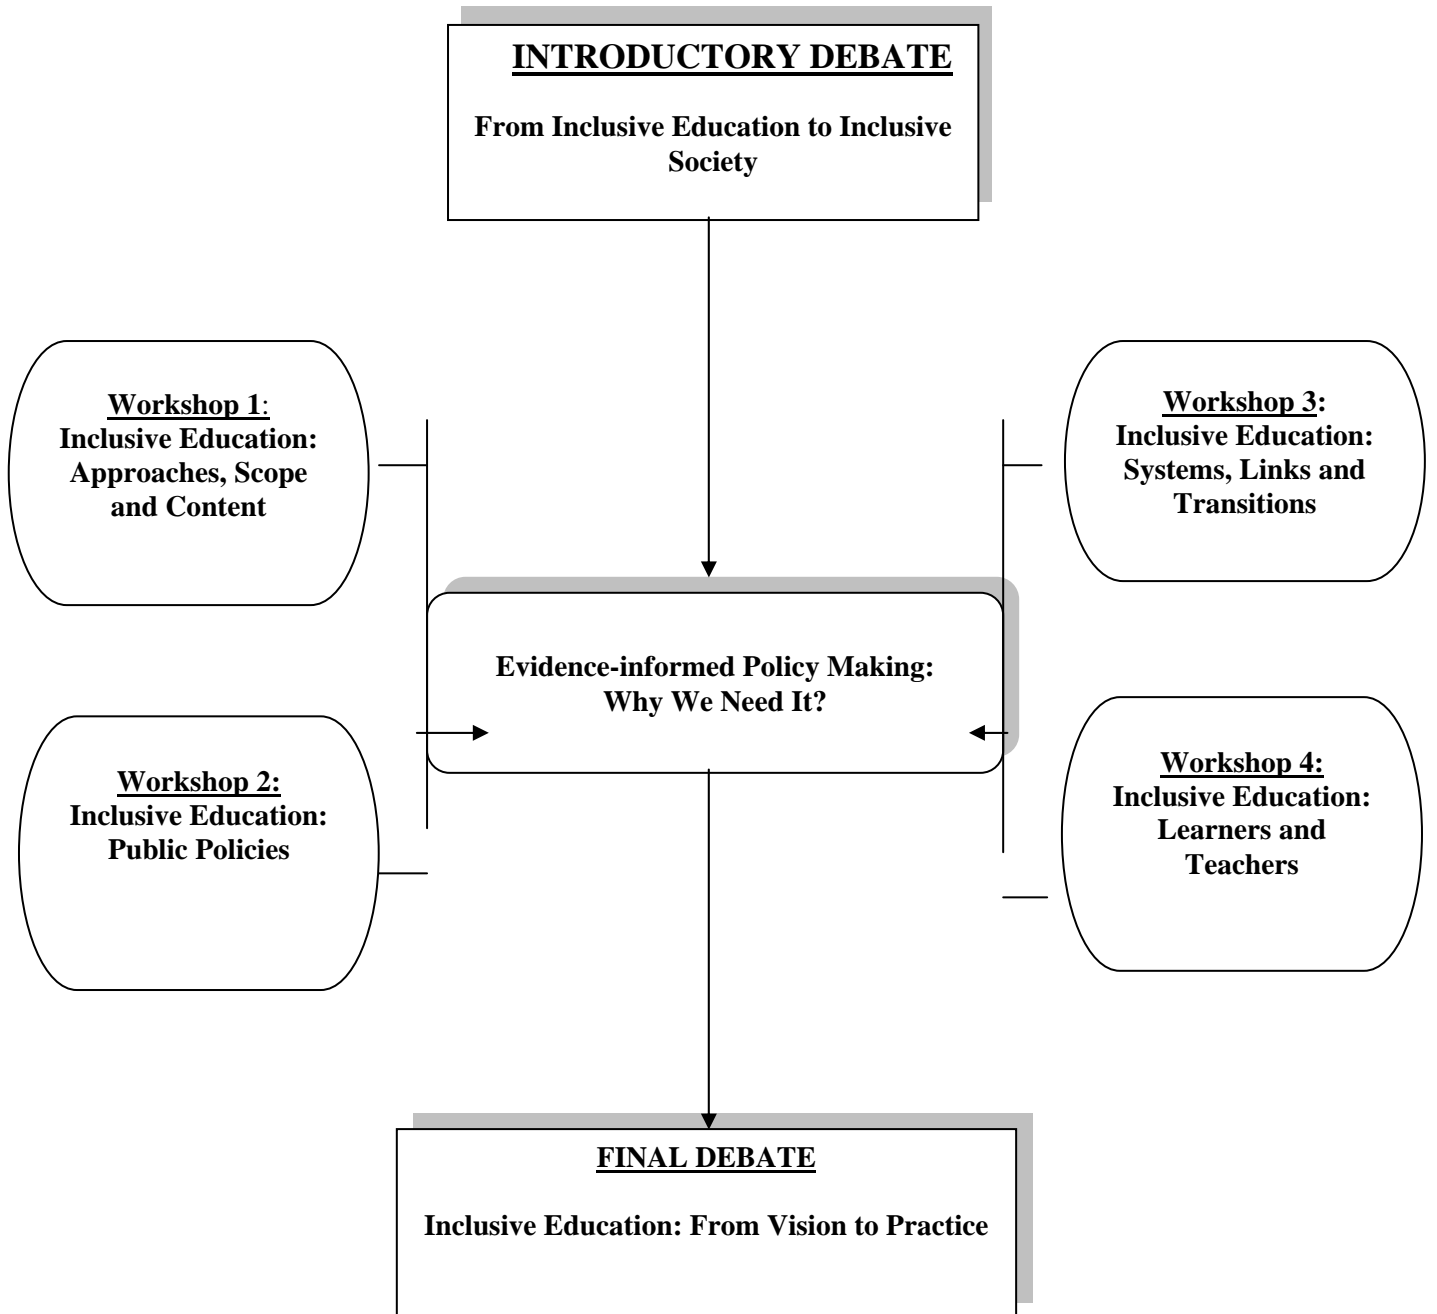 INTRODUCTORY DEBATE
From Inclusive Education to Inclusive
Society
Workshop 1:
Inclusive Education:
Approaches, Scope
and Content
Workshop 3:
Inclusive Education:
Systems, Links and
Transitions
Evidence-informed Policy Making:
Why We Need It?
Workshop 2:
Inclusive Education:
Public Policies
Workshop 4:
Inclusive Education:
Learners and
Teachers
FINAL DEBATE
Inclusive Education: From Vision to Practice